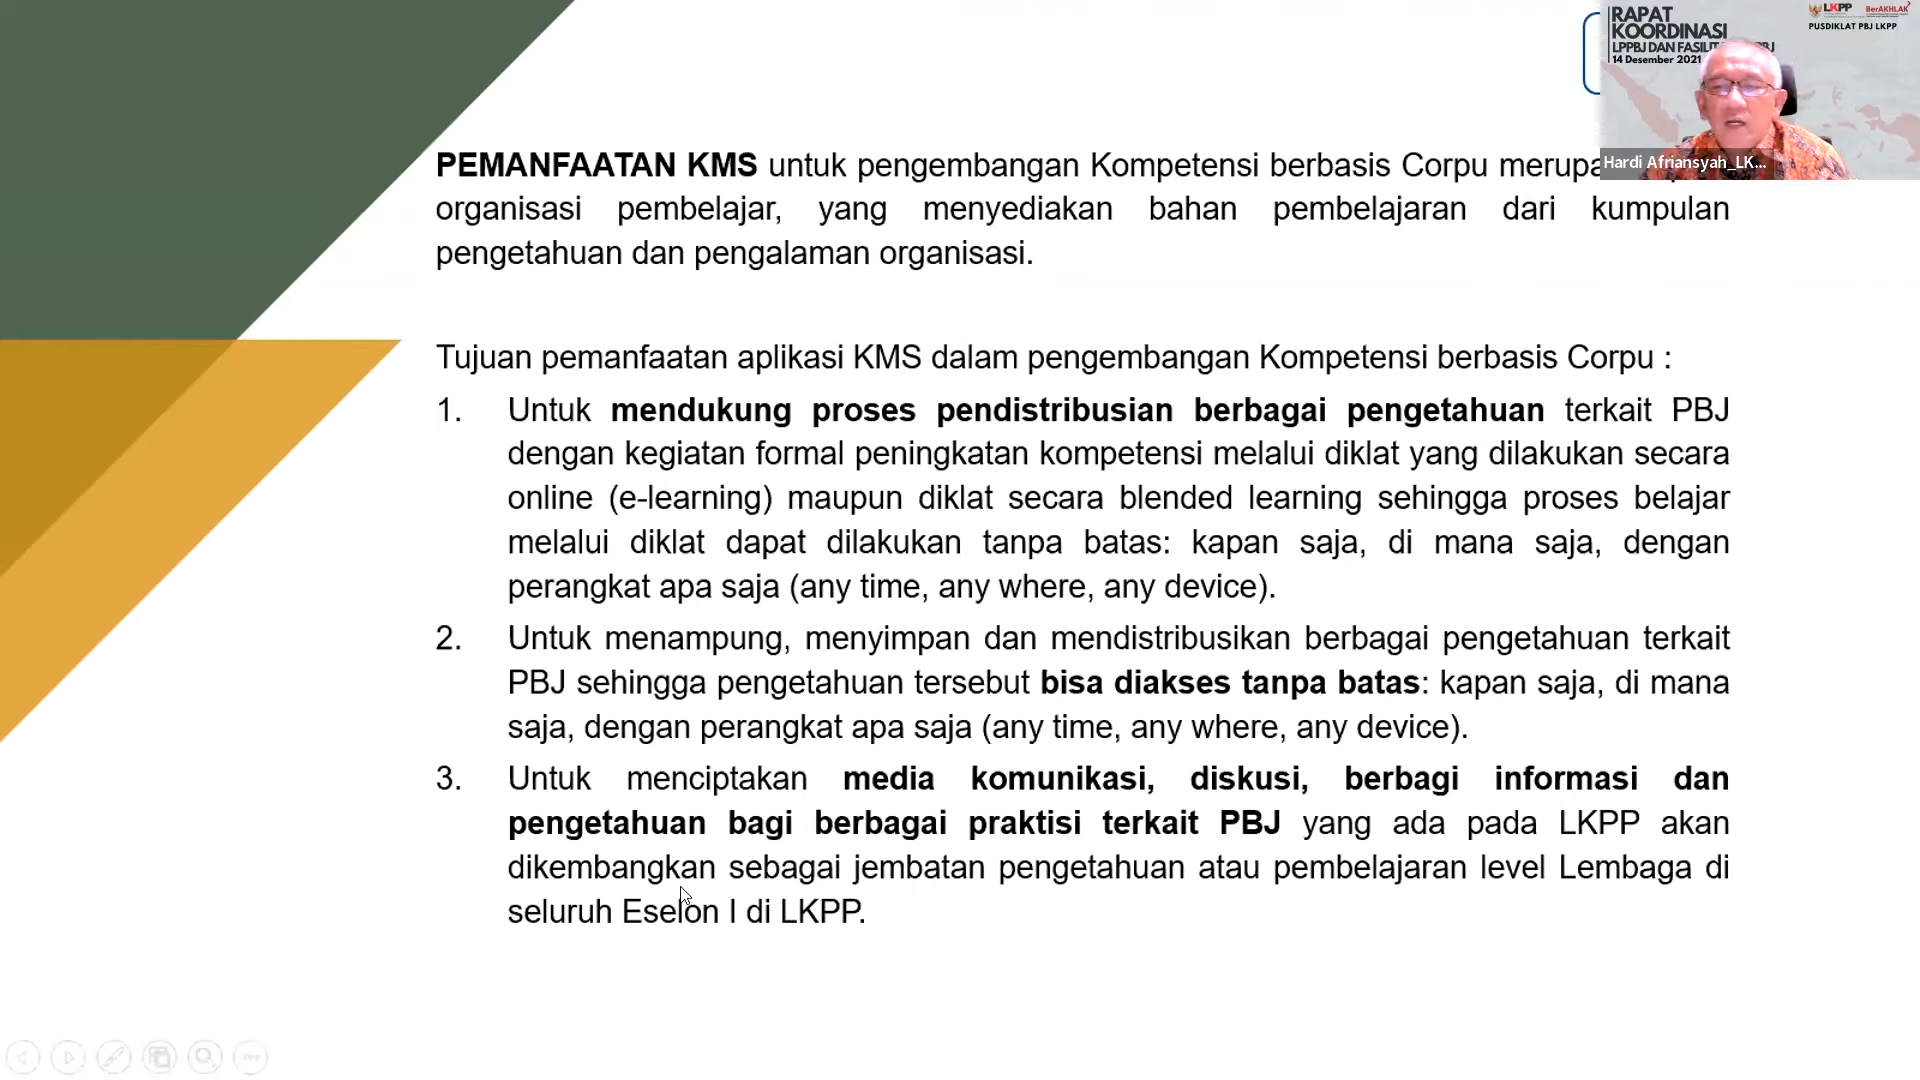 RAPAT
KOORDINASI
LPPBJ DAN
14 Desember 2021
LKPP
BerAKHLAK
PUSDIKLAT PBJ LKPP
Hardi Afriansyah_LK...
PEMANFAATAN KMS untuk pengembangan Kompetensi berbasis Corpu
organisasi pembelajar, yang menyediakan bahan pembelajaran dari kumpulan
pengetahuan dan pengalaman organisasi.
Tujuan pemanfaatan aplikasi KMS dalam pengembangan Kompetensi berbasis Corpu :
1. Untuk mendukung proses pendistribusian berbagai pengetahuan terkait PBJ
dengan kegiatan formal peningkatan kompetensi melalui diklat yang dilakukan secara
online (e-learning) maupun diklat secara blended learning sehingga proses belajar
melalui diklat dapat dilakukan tanpa batas: kapan saja, di mana saja, dengan
perangkat apa saja (any time, any where, any device).
2. Untuk menampung, menyimpan dan mendistribusikan berbagai pengetahuan terkait
PBJ sehingga pengetahuan tersebut bisa diakses tanpa batas: kapan saja, di mana
saja, dengan perangkat apa saja (any time, any where, any device).
3. Untuk menciptakan media komunikasi, diskusi, berbagi informasi dan
pengetahuan bagi berbagai praktisi terkait PBJ yang ada pada LKPP akan
dikembangkan sebagai jembatan pengetahuan atau pembelajaran level Lembaga di
seluruh Eselon I di LKPP.